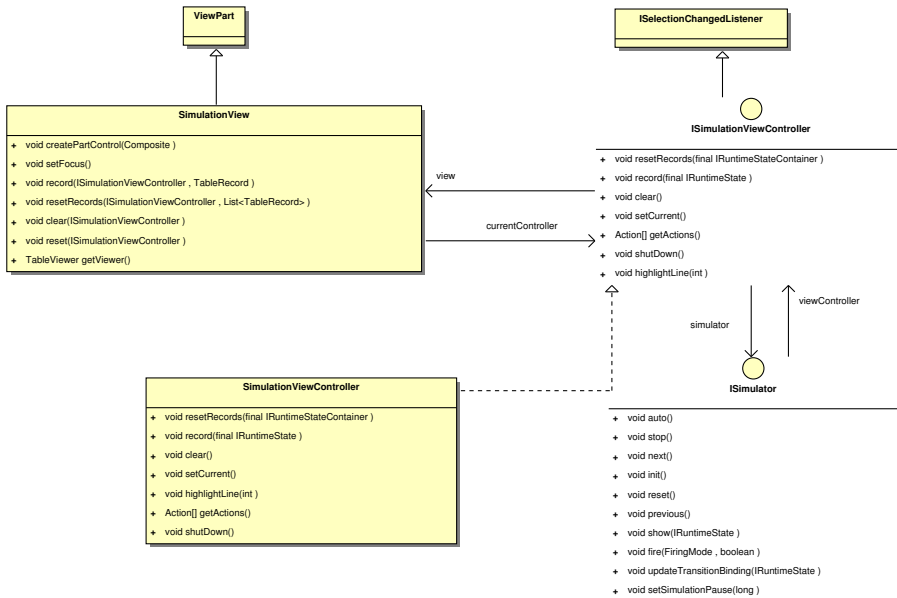 ViewPart
ISelectionChangedListener
SimulationView
+ void createPartControl(Composite )
+ void setFocus()
+ void record(ISimulationViewController , TableRecord )
+ void resetRecords(ISimulationViewController , List<TableRecord> )
+ void clear(ISimulationViewController )
+ void reset(ISimulationViewController )
+ TableViewer getViewer()
view
currentController
ISimulationViewController
+ void resetRecords(final IRuntimeStateContainer )
+ void record(final IRuntimeState )
+ void clear()
+ void setCurrent()
+ Action[] getActions()
+ void shutDown()
+ void highlightLine(int )
simulator
viewController
SimulationViewController
+ void resetRecords(final IRuntimeStateContainer )
+ void record(final IRuntimeState )
+ void clear()
+ void setCurrent()
+ void highlightLine(int )
+ Action[] getActions()
+ void shutDown()
ISimulator
+ void auto()
+ void stop()
+ void next()
+ void init()
+ void reset()
+ void previous()
+ void show(IRuntimeState )
+ void fire(FiringMode , boolean )
+ void updateTransitionBinding(IRuntimeState )
+ void setSimulationPause(long )